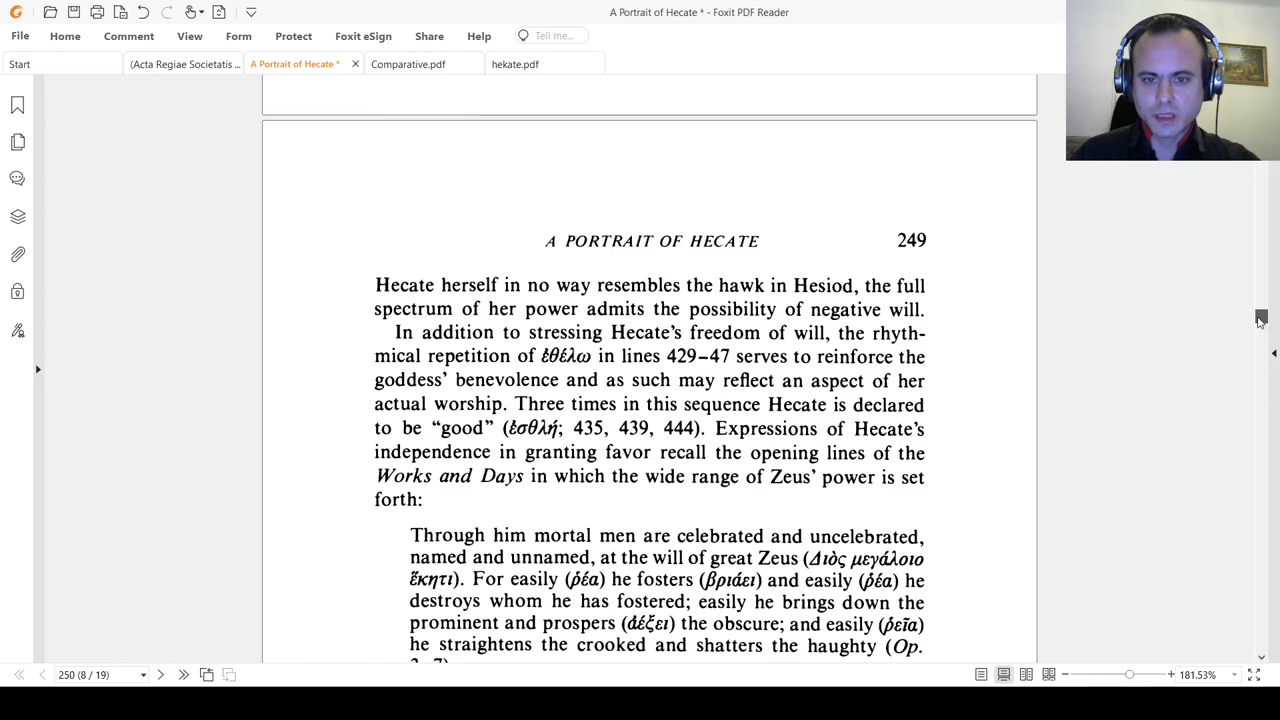 A Portrait of Hecate * - Foxit PDF Reader
File Home Comment View Form Protect Foxit eSign Share Help Tell me...
Start (Acta Regiae Societatis ... A Portrait of Hecate * Comparative.pdf hekate.pdf
A PORTRAIT OF HECATE 249
Hecate herself in no way resembles the hawk in Hesiod, the full
spectrum of her power admits the possibility of negative will.
In addition to stressing Hecate's freedom of will, the rhyth-
mical repetition of ἐθέλω in lines 429–47 serves to reinforce the
goddess' benevolence and as such may reflect an aspect of her
actual worship. Three times in this sequence Hecate is declared
to be “good” (ἐσθλή; 435, 439, 444). Expressions of Hecate's
independence in granting favor recall the opening lines of the
Works and Days in which the wide range of Zeus' power is set
forth:
Through him mortal men are celebrated and uncelebrated,
named and unnamed, at the will of great Zeus (Διὸς μεγάλοιο
ἕκητι). For easily (ῥέα) he fosters (βριάει) and easily (ῥέα) he
destroys whom he has fostered; easily he brings down the
prominent and prospers (ἀέξει) the obscure; and easily (ῥεῖα)
he straightens the crooked and shatters the haughty (Op.
250 (8 / 19) 181.53%